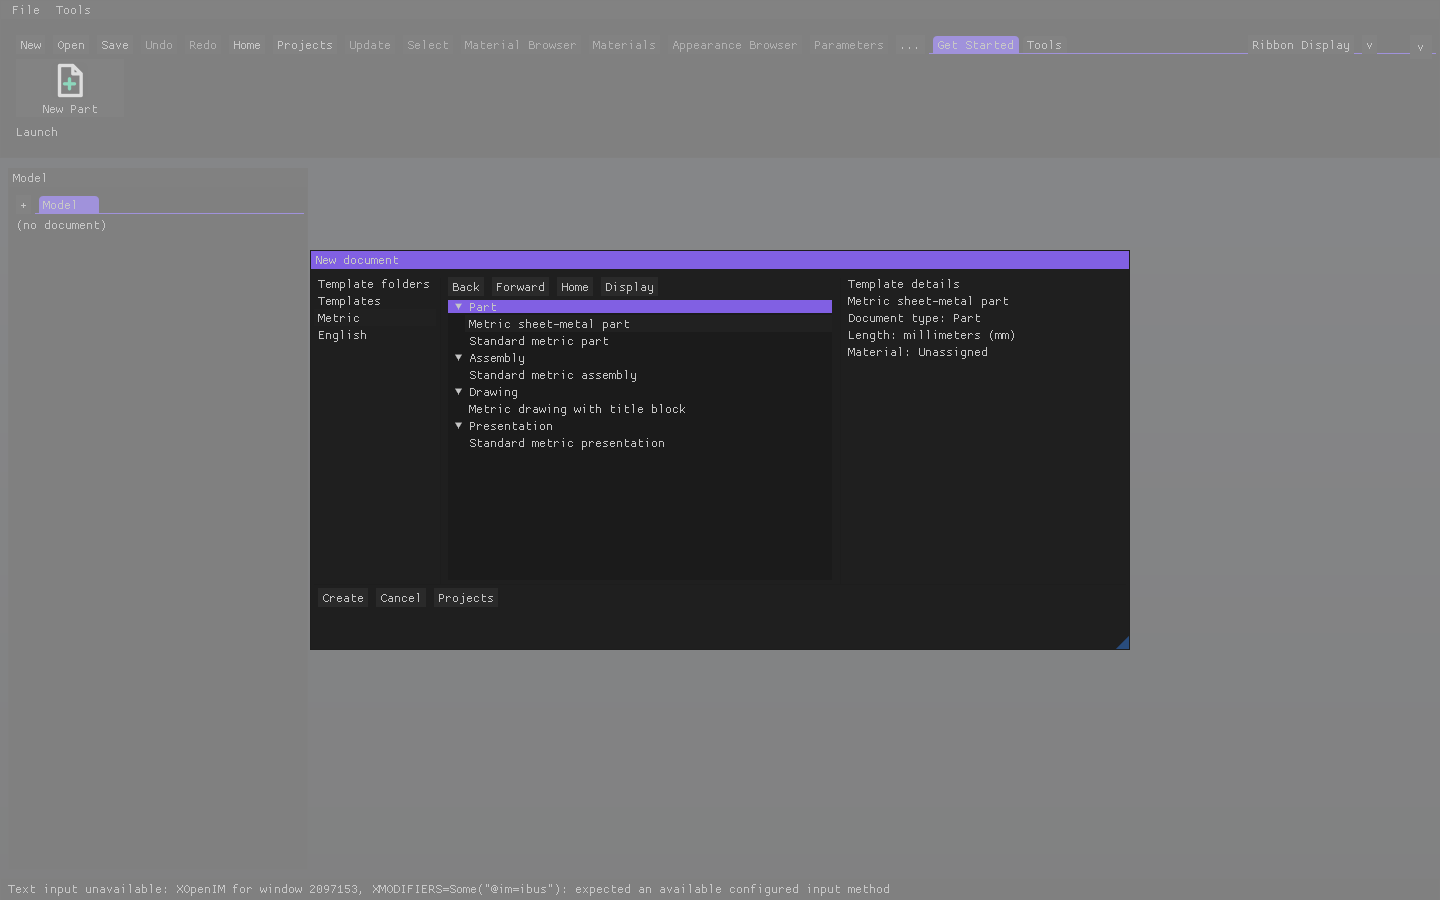 File Tools
New Open Save Undo Redo Home Projects Update Select Material Browser Materials Appearance Browser Parameters ... Get Started Tools Ribbon Display v v
New Part
Launch
Model
+ Model
(no document)
New document
Template folders
Templates
Metric
English
Back Forward Home Display
▼ Part
Metric sheet-metal part
Standard metric part
▼ Assembly
Standard metric assembly
▼ Drawing
Metric drawing with title block
▼ Presentation
Standard metric presentation
Template details
Metric sheet-metal part
Document type: Part
Length: millimeters (mm)
Material: Unassigned
Create Cancel Projects
Text input unavailable: XOpenIM for window 2097153, XMODIFIERS=Some("@im=ibus"): expected an available configured input method